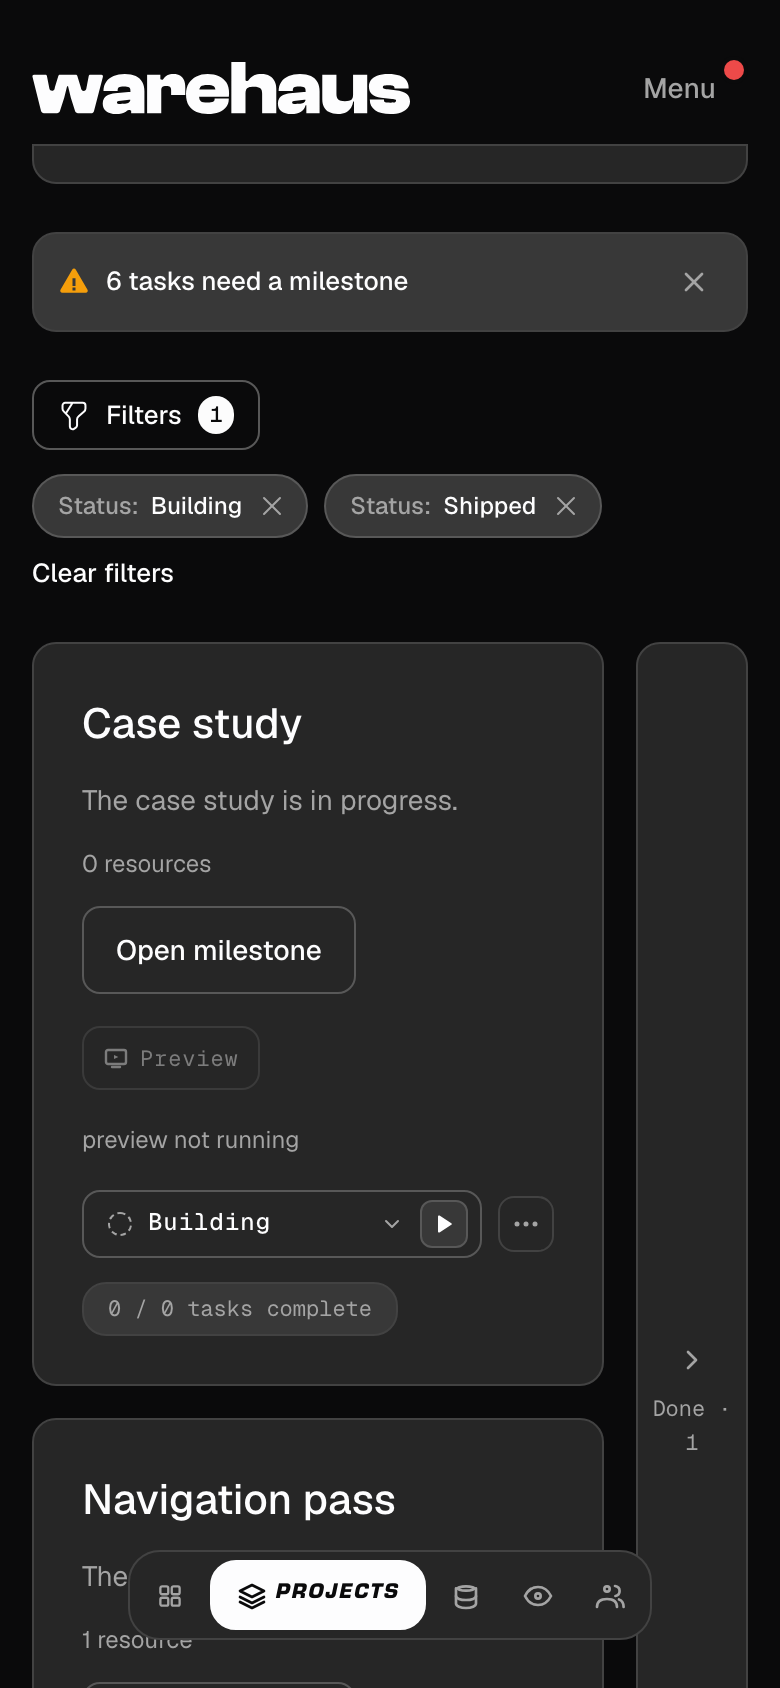 warehaus
Menu
6 tasks need a milestone
Filters 1
Status: Building
Status: Shipped
Clear filters
Case study
The case study is in progress.
0 resources
Open milestone
Preview
preview not running
Building
0 / 0 tasks complete
Done ·
1
Navigation pass
The
PROJECTS
1 resource